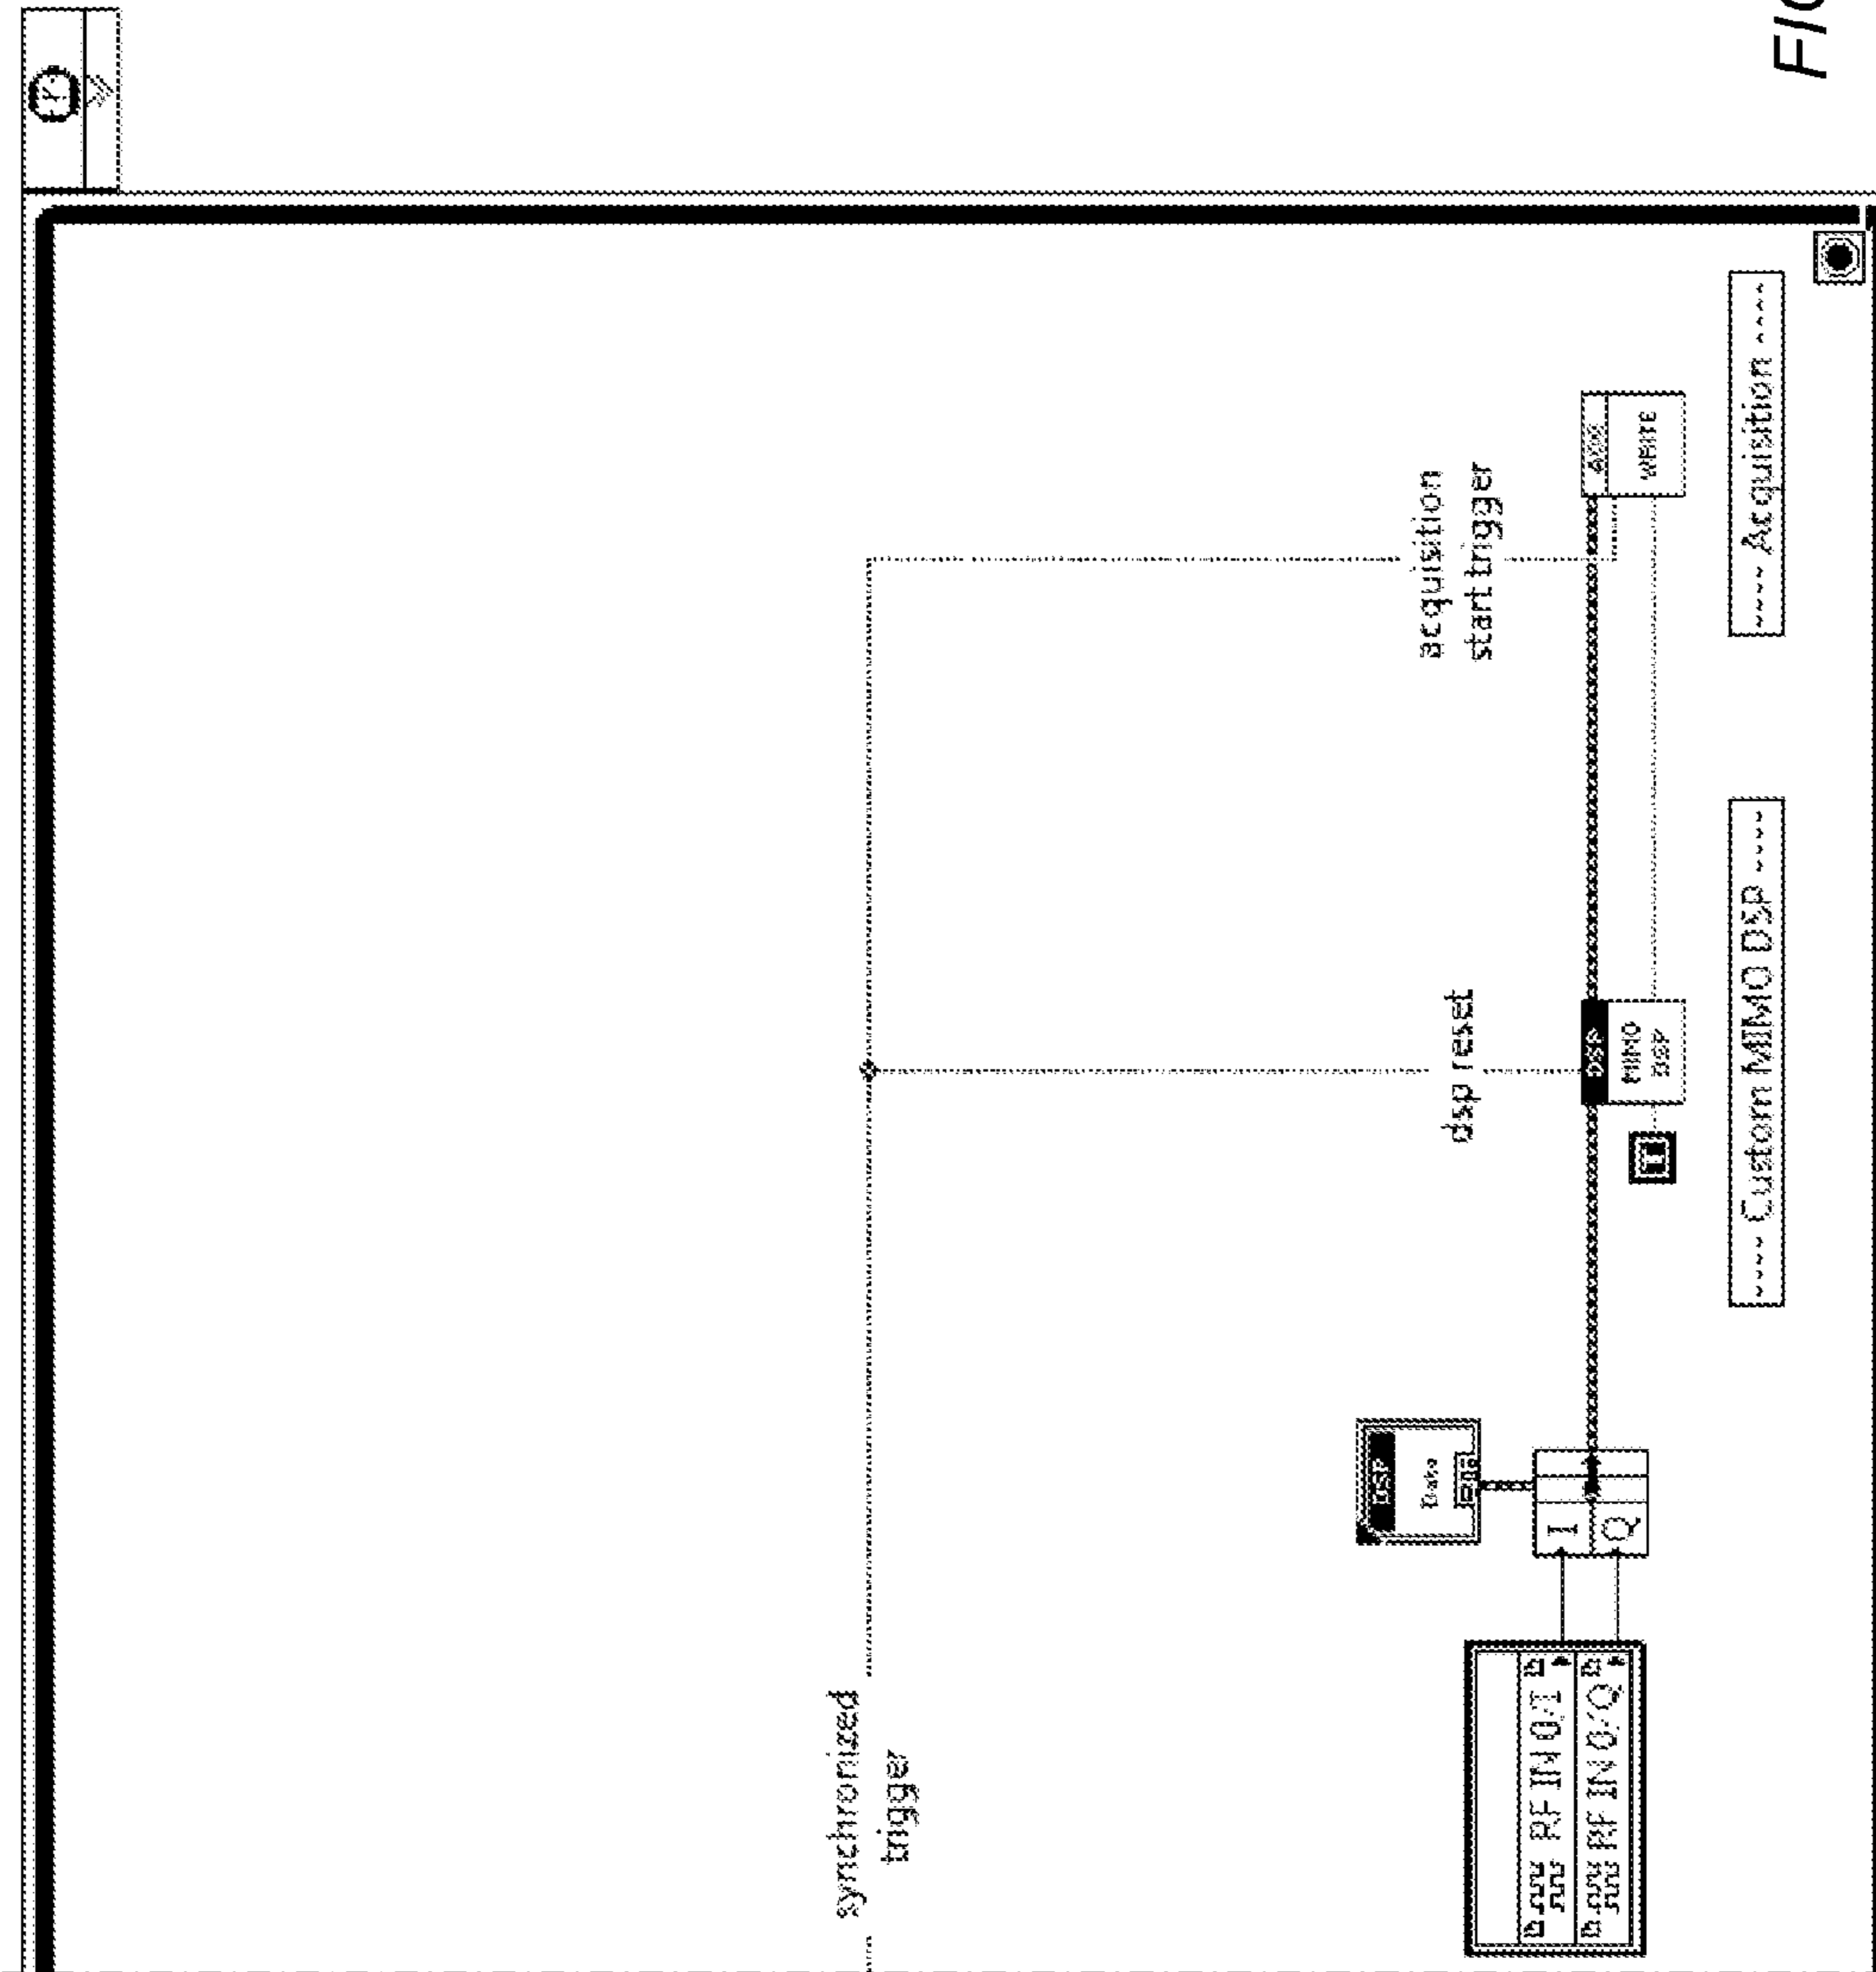 synchronized
trigger
DSP
Data
RF IN 0/I
RF IN 0/Q
I
Q
dsp reset
DSP
MIMO
DSP
acquisition
start trigger
WRITE
---- Custom MIMO DSP ----
---- Acquisition ----